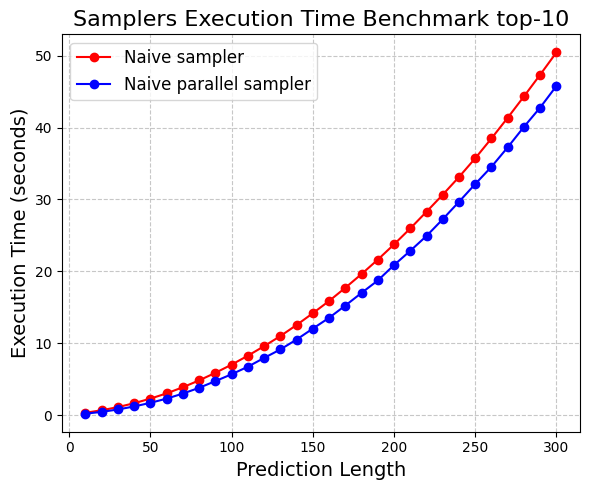 Samplers Execution Time Benchmark top-10
Naive sampler
Naive parallel sampler
Execution Time (seconds)
50
40
30
20
10
0
0 50 100 150 200 250 300
Prediction Length